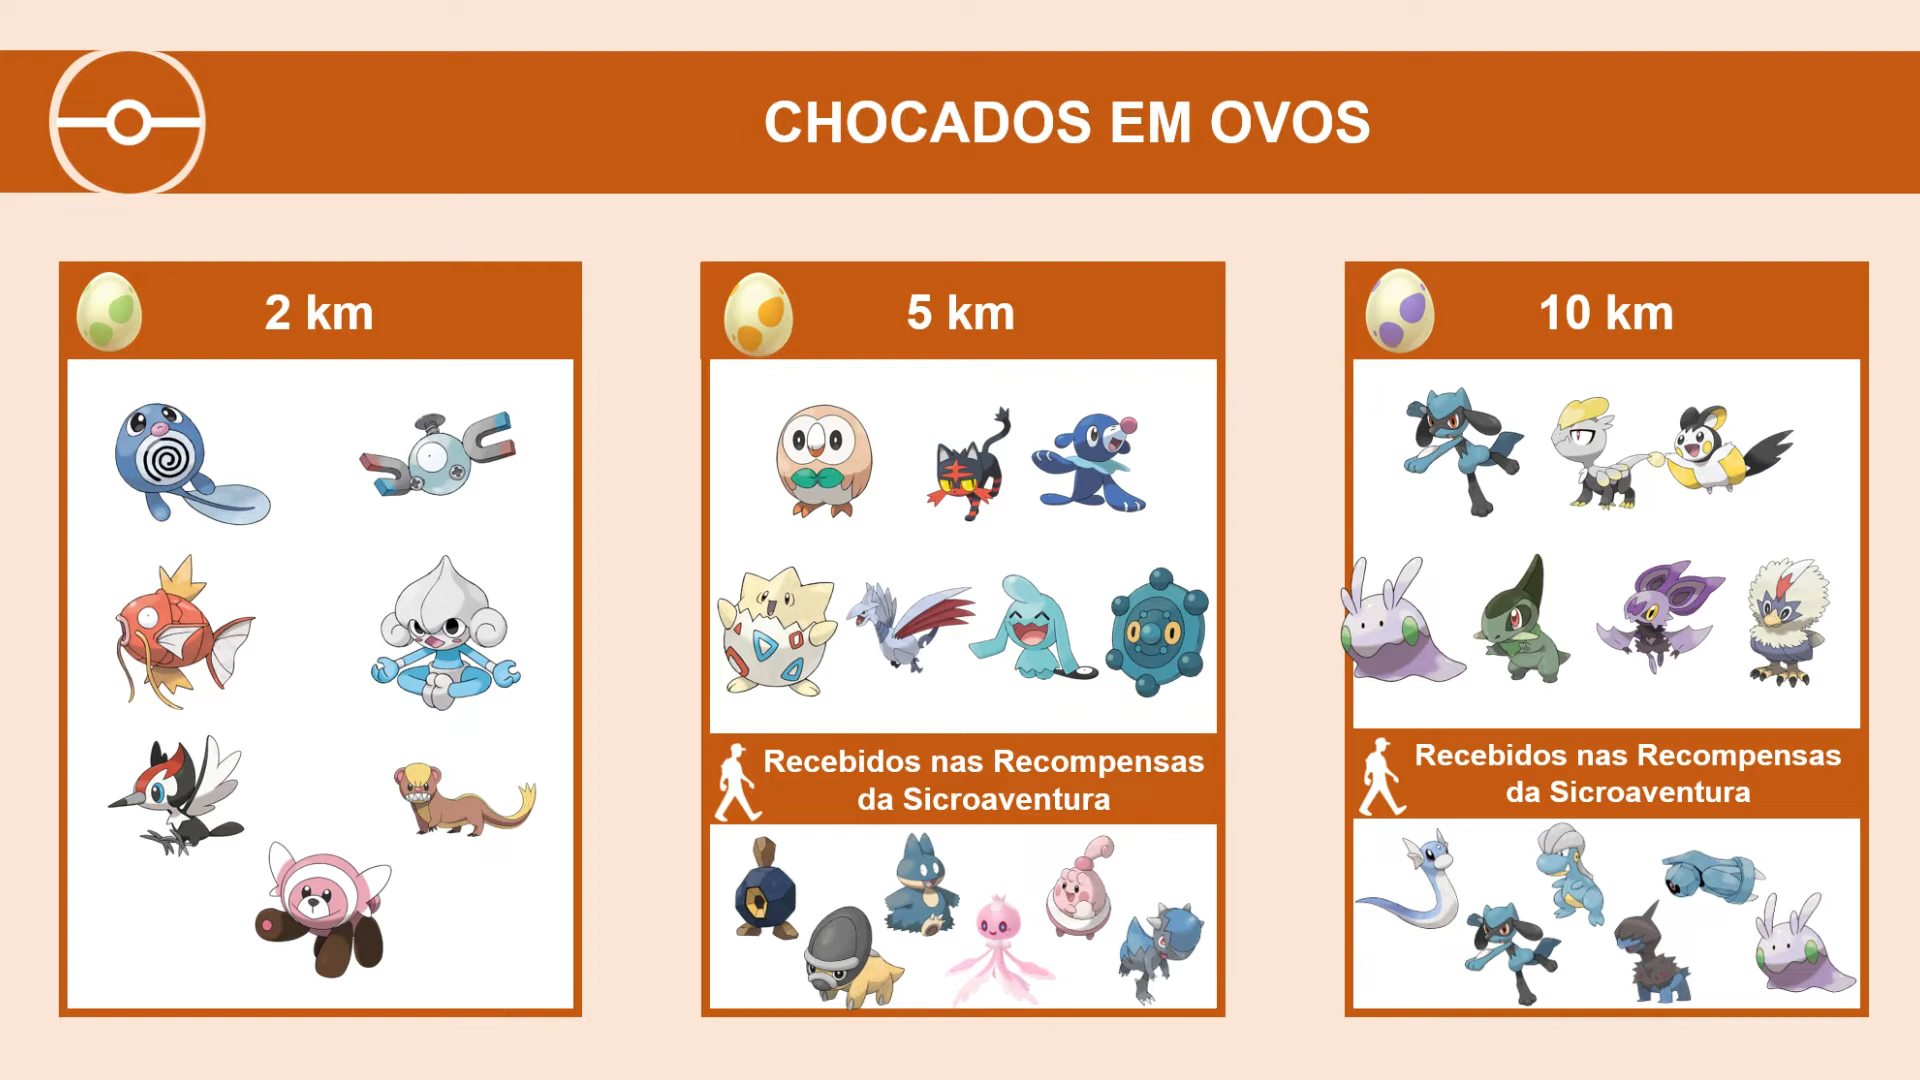 CHOCADOS EM OVOS
2 km
5 km
Recebidos nas Recompensas
da Sicroaventura
10 km
Recebidos nas Recompensas
da Sicroaventura